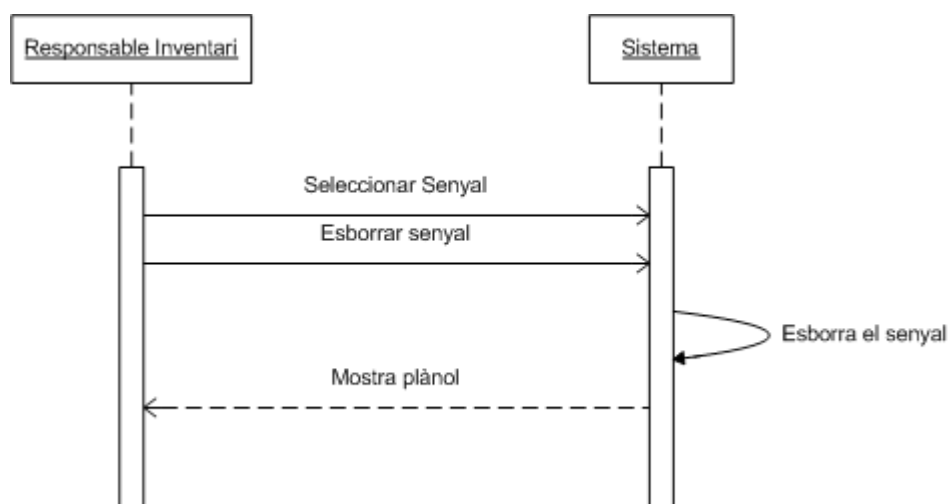 Responsable Inventari
Sistema
Seleccionar Senyal
Esborrar senyal
Esborra el senyal
Mostra plànol